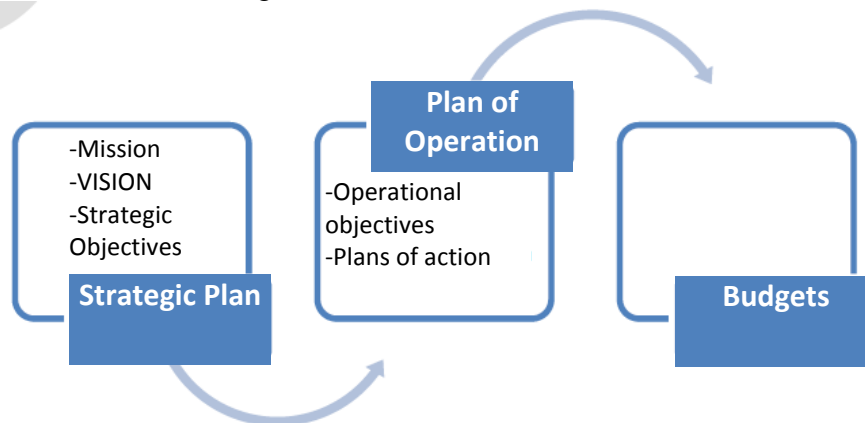 -Mission
-VISION
-Strategic
Objectives
Strategic Plan
Plan of
Operation
-Operational
objectives
-Plans of action
Budgets